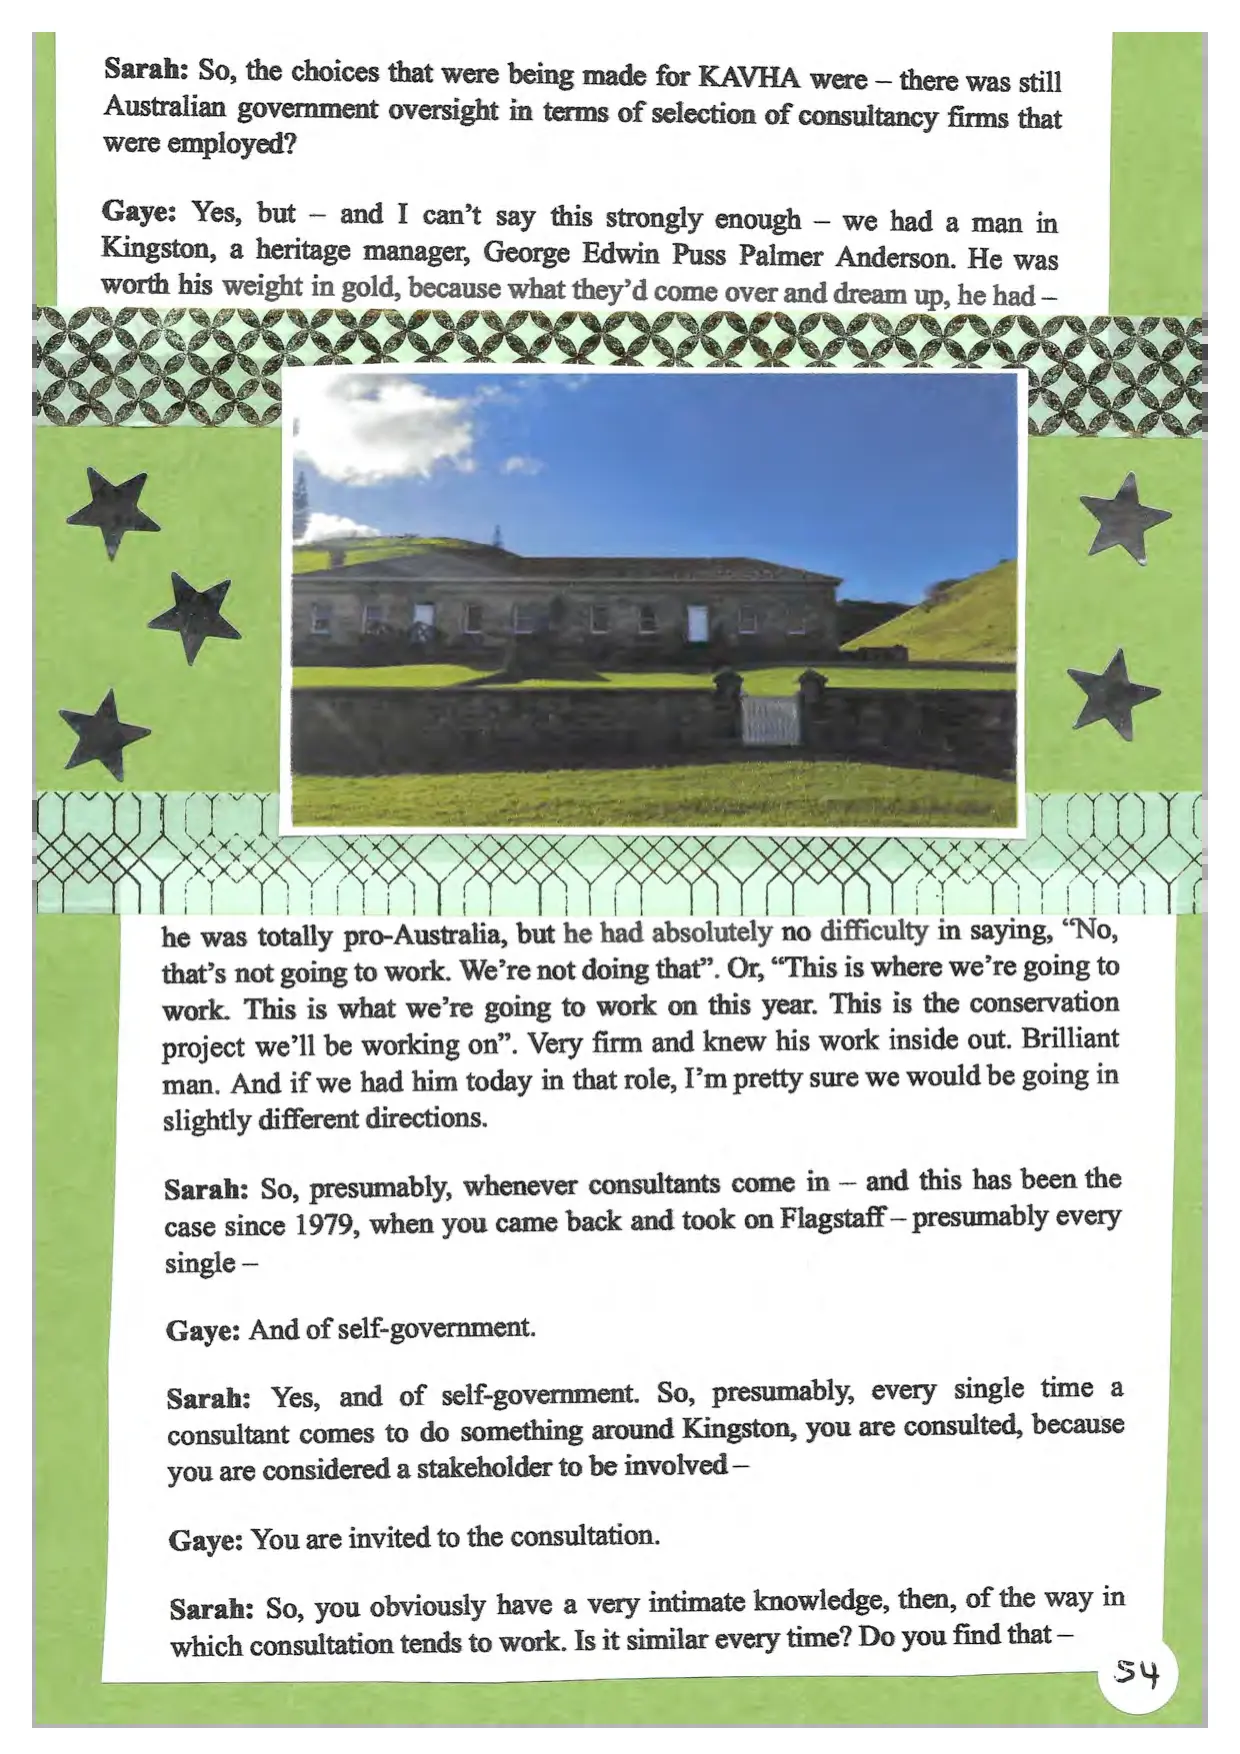 Sarah: So, the choices that were being made for KAVHA were – there was still
Australian government oversight in terms of selection of consultancy firms that
were employed?
Gaye: Yes, but – and I can't say this strongly enough – we had a man in
Kingston, a heritage manager, George Edwin Puss Palmer Anderson. He was
worth his weight in gold, because what they'd come over and dream up, he had –
he was totally pro-Australia, but he had absolutely no difficulty in saying, “No,
that's not going to work. We're not doing that”. Or, “This is where we're going to
work. This is what we're going to work on this year. This is the conservation
project we'll be working on”. Very firm and knew his work inside out. Brilliant
man. And if we had him today in that role, I'm pretty sure we would be going in
slightly different directions.
Sarah: So, presumably, whenever consultants come in – and this has been the
case since 1979, when you came back and took on Flagstaff – presumably every
single –
Gaye: And of self-government.
Sarah: Yes, and of self-government. So, presumably, every single time a
consultant comes to do something around Kingston, you are consulted, because
you are considered a stakeholder to be involved –
Gaye: You are invited to the consultation.
Sarah: So, you obviously have a very intimate knowledge, then, of the way in
which consultation tends to work. Is it similar every time? Do you find that –
54